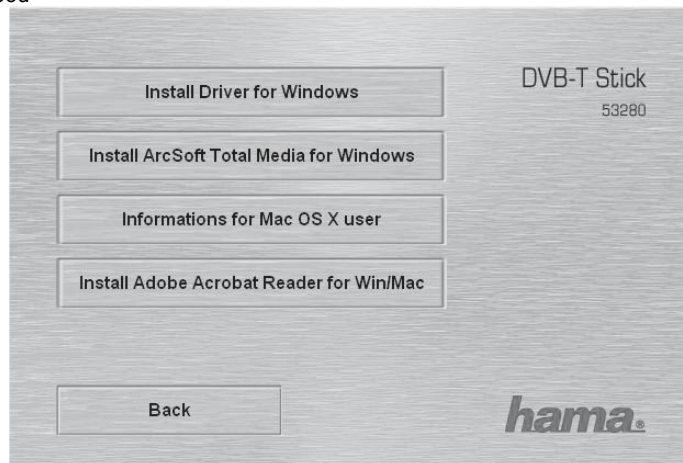 Install Driver for Windows
DVB-T Stick
53280
Install ArcSoft Total Media for Windows
Informations for Mac OS X user
Install Adobe Acrobat Reader for Win/Mac
Back
hama®